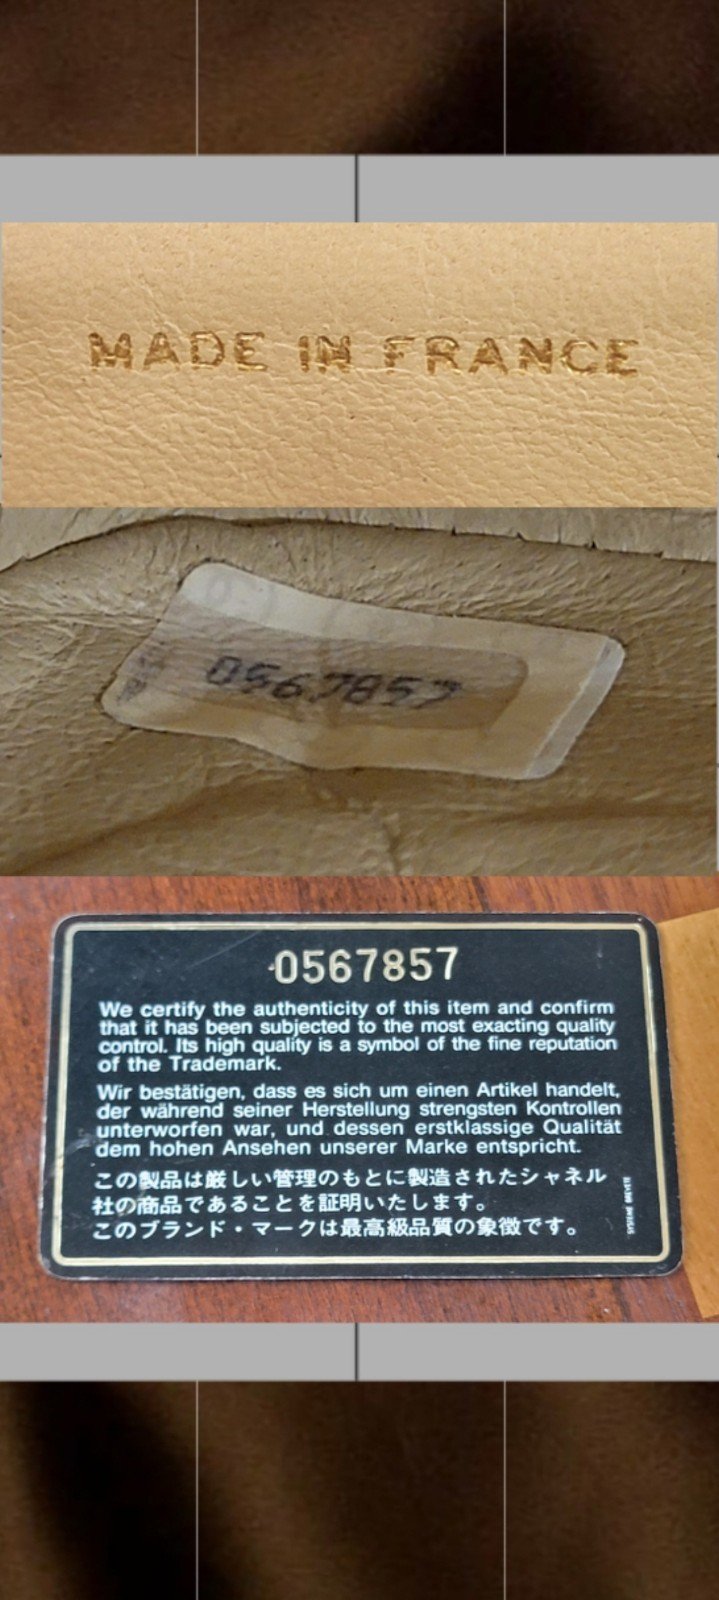 MADE IN FRANCE
0567857
0567857
We certify the authenticity of this item and confirm
that it has been subjected to the most exacting quality
control. Its high quality is a symbol of the fine reputation
of the Trademark.
Wir bestätigen, dass es sich um einen Artikel handelt,
der während seiner Herstellung strengsten Kontrollen
unterworfen war, und dessen erstklassige Qualität
dem hohen Ansehen unserer Marke entspricht.
この製品は厳しい管理のもとに製造されたシャネル
社の商品であることを証明いたします。
このブランド・マークは最高級品質の象徴です。
SYSTEME BREVETE